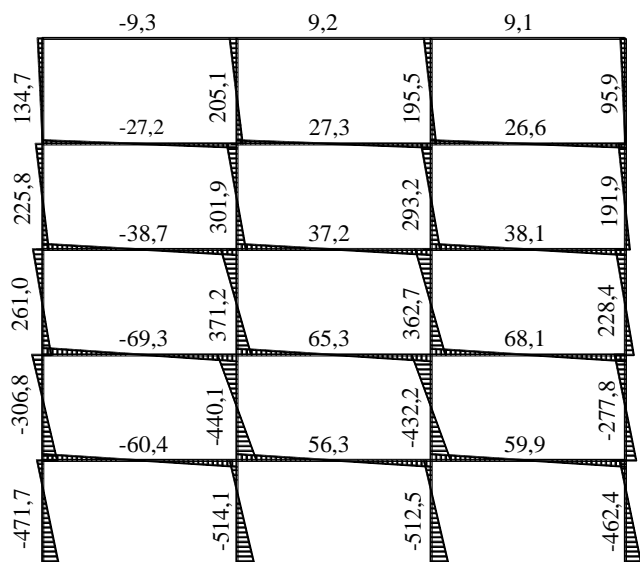 -9,3 9,2 9,1
134,7 205,1 195,5 95,9
-27,2 27,3 26,6
225,8 301,9 293,2 191,9
-38,7 37,2 38,1
261,0 371,2 362,7 228,4
-69,3 65,3 68,1
-306,8 -440,1 -432,2 -277,8
-60,4 56,3 59,9
-471,7 -514,1 -512,5 -462,4